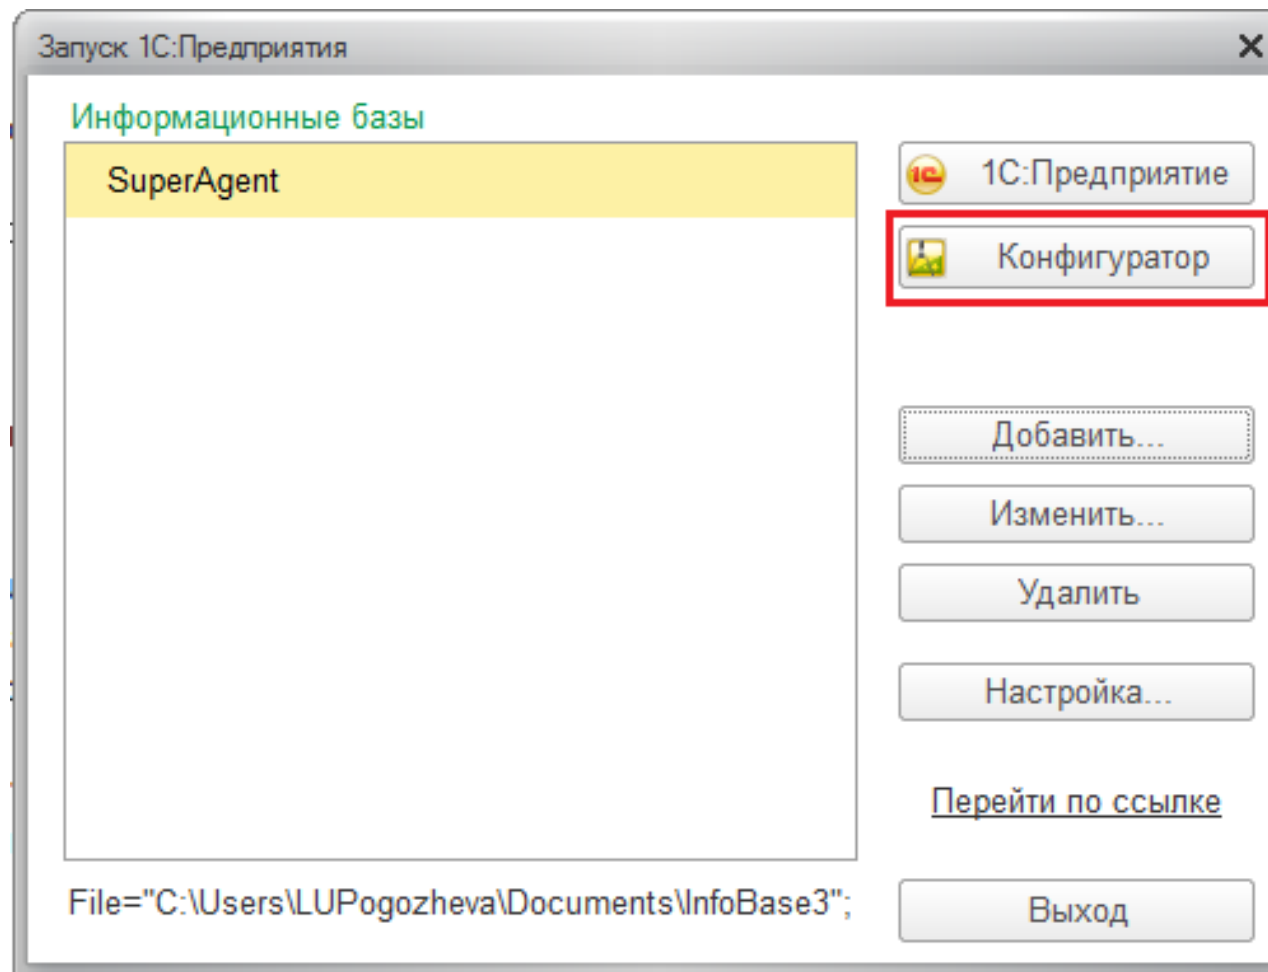 Запуск 1С:Предприятия
Информационные базы
SuperAgent
1С:Предприятие
Конфигуратор
Добавить...
Изменить...
Удалить
Настройка...
Перейти по ссылке
File="C:\Users\LUPogozheva\Documents\InfoBase3";
Выход